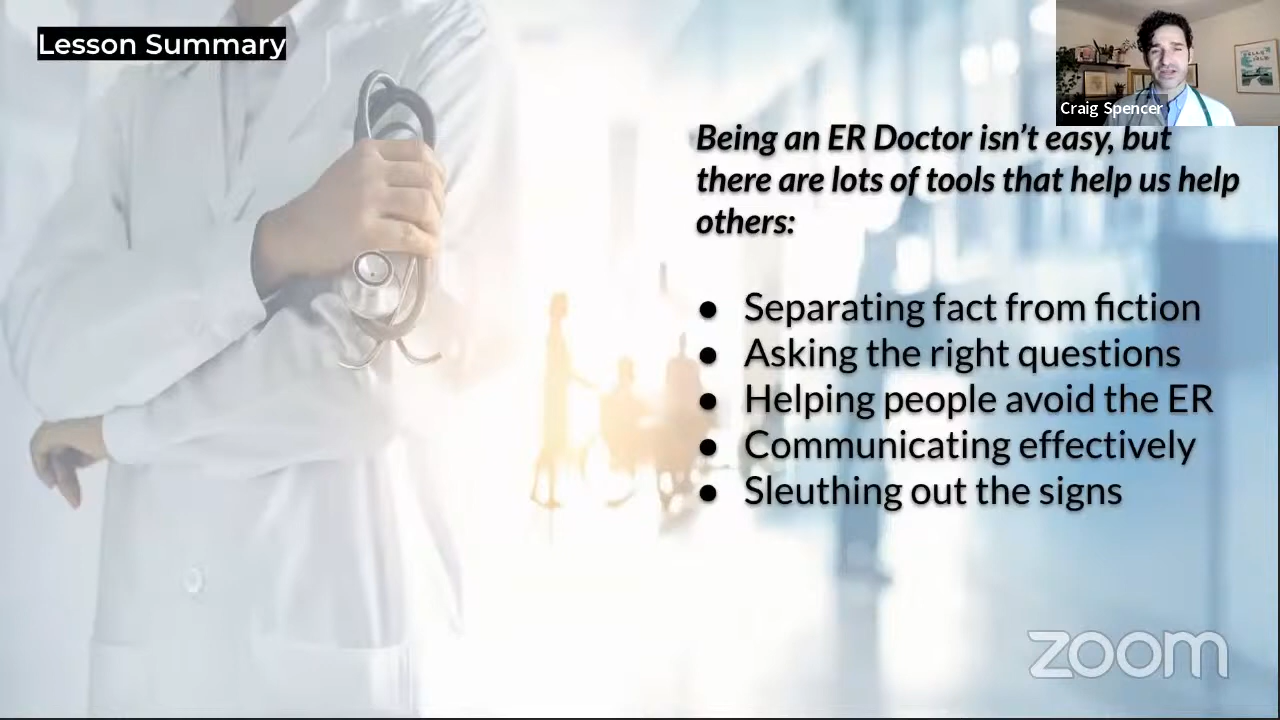 Lesson Summary
Craig Spencer
Being an ER Doctor isn’t easy, but
there are lots of tools that help us help
others:
● Separating fact from fiction
● Asking the right questions
● Helping people avoid the ER
● Communicating effectively
● Sleuthing out the signs
zoom